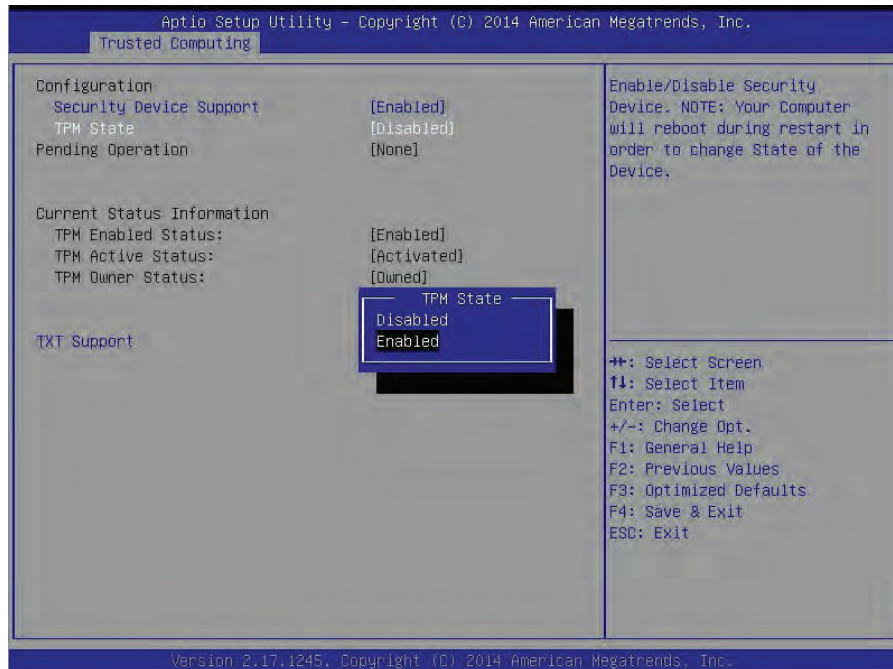 Aptio Setup Utility – Copyright (C) 2014 American Megatrends, Inc.
Trusted Computing
Configuration
Security Device Support [Enabled]
TPM State [Disabled]
Pending Operation [None]
Current Status Information
TPM Enabled Status: [Enabled]
TPM Active Status: [Activated]
TPM Owner Status: [Owned]
TXT Support
TPM State
Disabled
Enabled
Enable/Disable Security
Device. NOTE: Your Computer
will reboot during restart in
order to change State of the
Device.
→←: Select Screen
↑↓: Select Item
Enter: Select
+/-: Change Opt.
F1: General Help
F2: Previous Values
F3: Optimized Defaults
F4: Save & Exit
ESC: Exit
Version 2.17.1245. Copyright (C) 2014 American Megatrends, Inc.